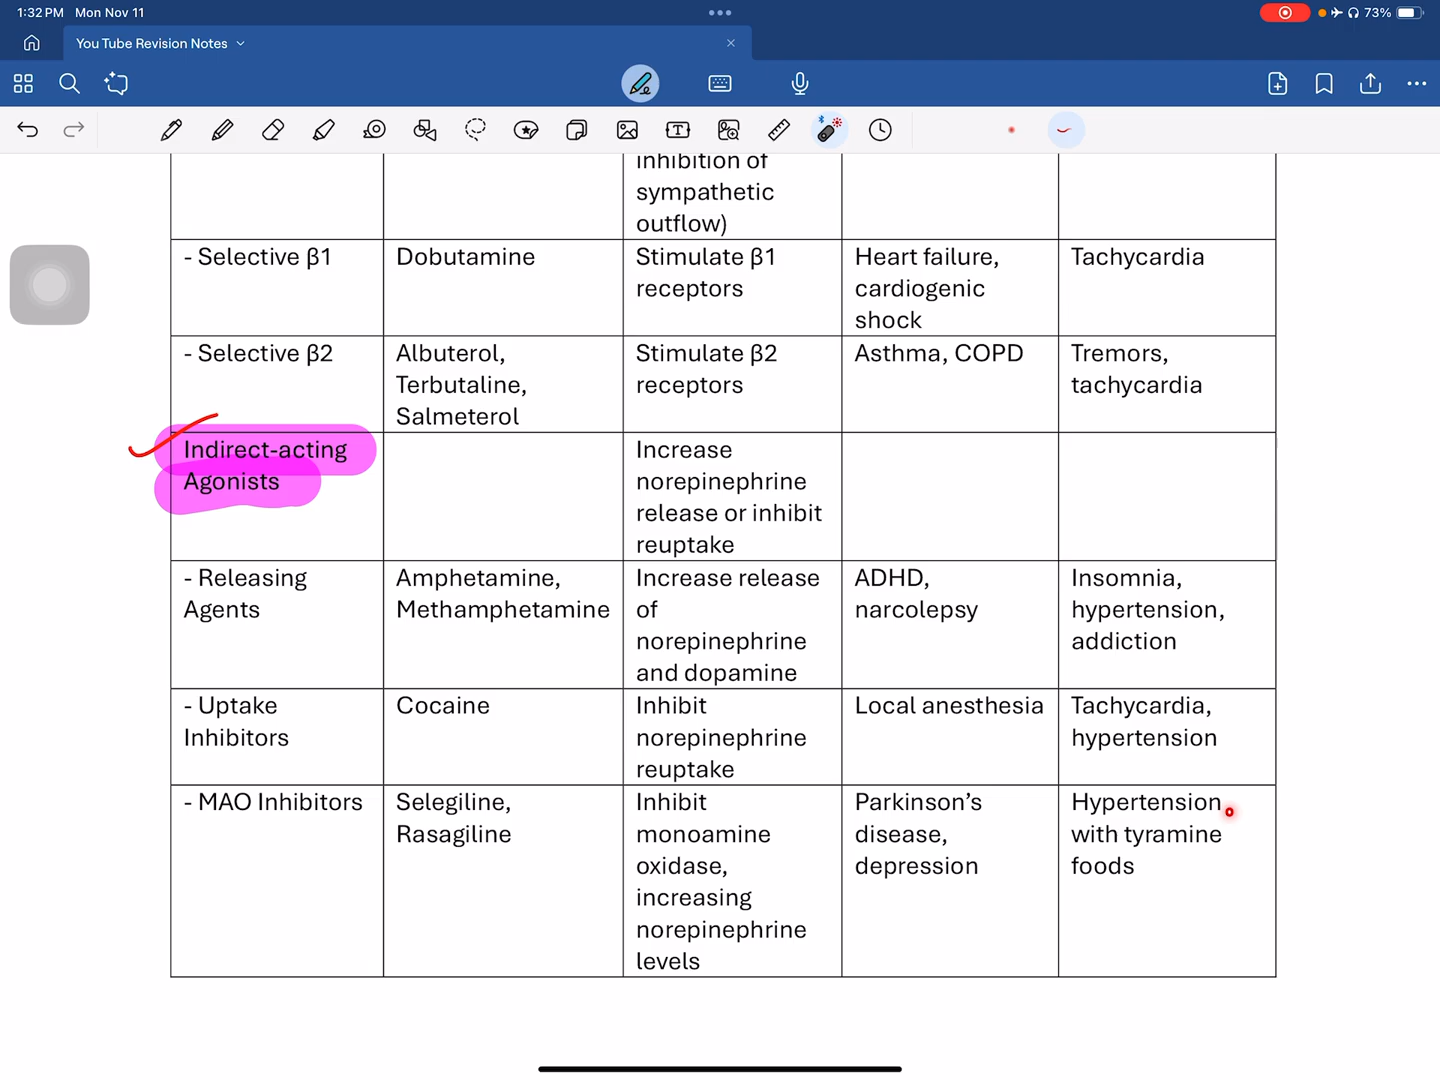 1:32 PM Mon Nov 11
73%
You Tube Revision Notes
inhibition of
sympathetic
outflow)
- Selective β1
Dobutamine
Stimulate β1
receptors
Heart failure,
cardiogenic
shock
Tachycardia
- Selective β2
Albuterol,
Terbutaline,
Salmeterol
Stimulate β2
receptors
Asthma, COPD
Tremors,
tachycardia
Indirect-acting
Agonists
Increase
norepinephrine
release or inhibit
reuptake
- Releasing
Agents
Amphetamine,
Methamphetamine
Increase release
of
norepinephrine
and dopamine
ADHD,
narcolepsy
Insomnia,
hypertension,
addiction
- Uptake
Inhibitors
Cocaine
Inhibit
norepinephrine
reuptake
Local anesthesia
Tachycardia,
hypertension
- MAO Inhibitors
Selegiline,
Rasagiline
Inhibit
monoamine
oxidase,
increasing
norepinephrine
levels
Parkinson’s
disease,
depression
Hypertension
with tyramine
foods